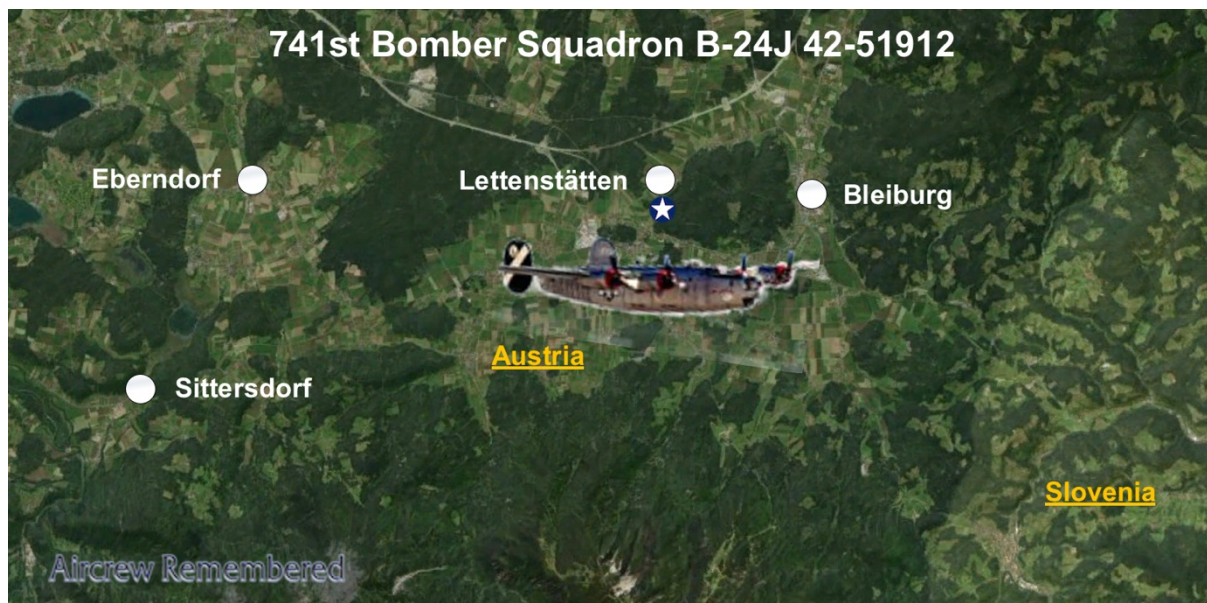 741st Bomber Squadron B-24J 42-51912
Eberndorf
Lettenstätten
Bleiburg
Austria
Sittersdorf
Slovenia
Aircrew Remembered